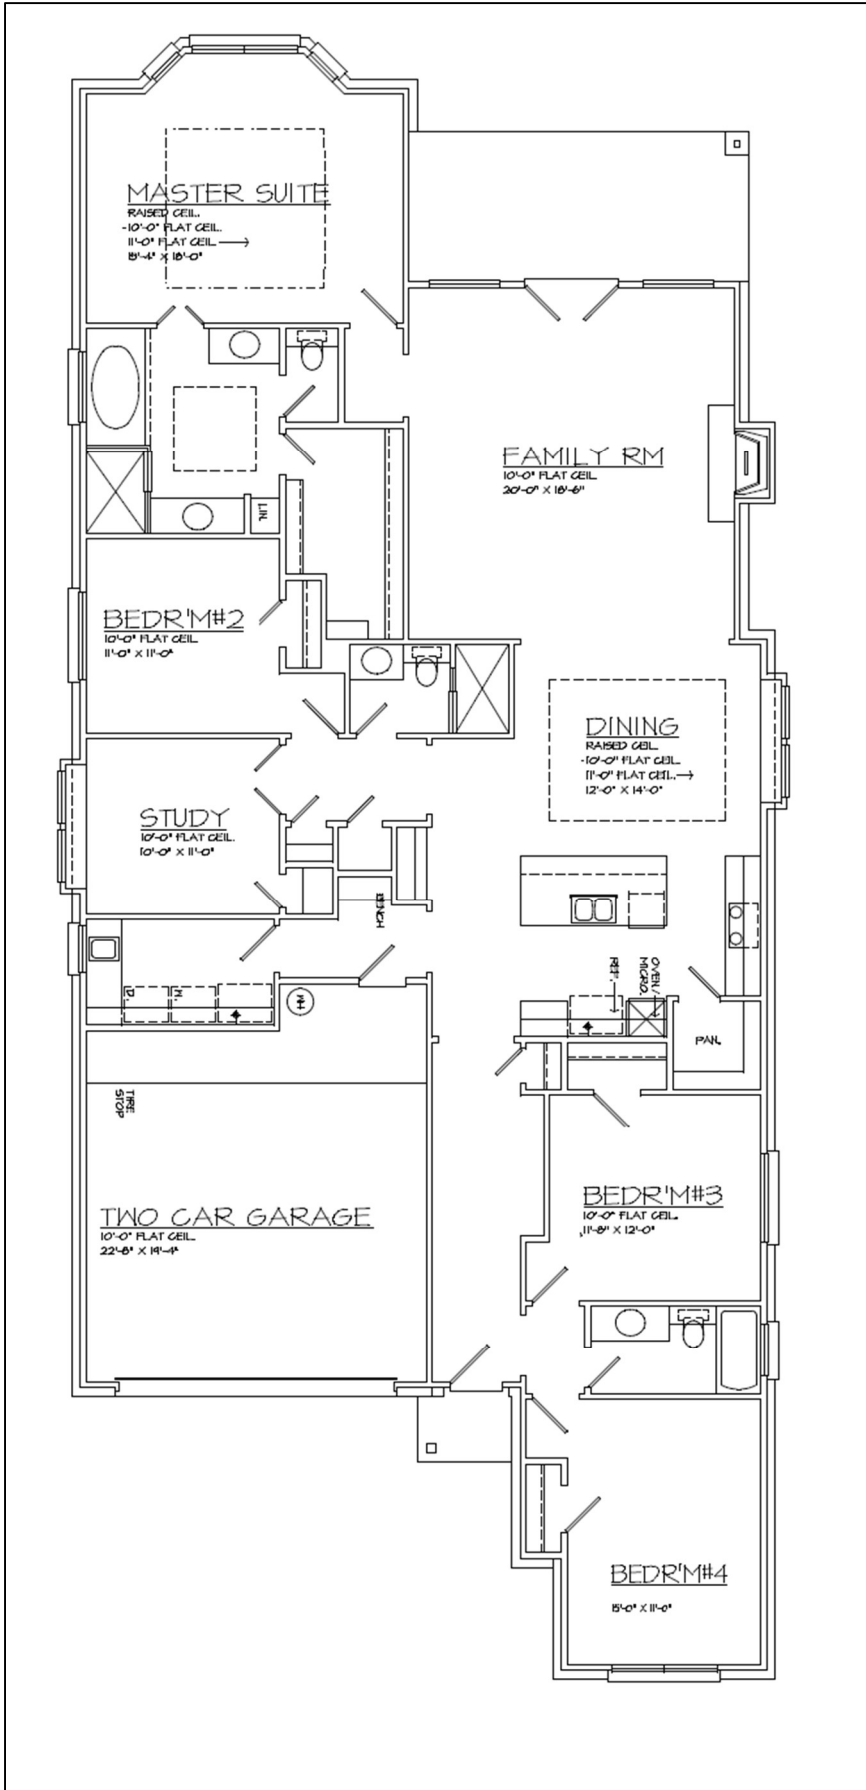 MASTER SUITE
RAISED CEIL.
-10'-0" FLAT CEIL.
11'-0" FLAT CEIL.
15'-4" X 18'-0"
FAMILY RM
10'-0" FLAT CEIL.
20'-0" X 18'-6"
LIN.
BEDR'M#2
10'-0" FLAT CEIL.
11'-0" X 11'-0"
DINING
RAISED CEIL.
-10'-0" FLAT CEIL.
11'-0" FLAT CEIL.
12'-0" X 14'-0"
STUDY
10'-0" FLAT CEIL.
10'-0" X 11'-0"
BENCH
OVEN/
MICRO.
REF.
D.
W.
WH
PAN.
TIRE
STOP
BEDR'M#3
10'-0" FLAT CEIL.
11'-8" X 12'-0"
TWO CAR GARAGE
10'-0" FLAT CEIL.
22'-8" X 19'-4"
BEDR'M#4
15'-0" X 11'-0"